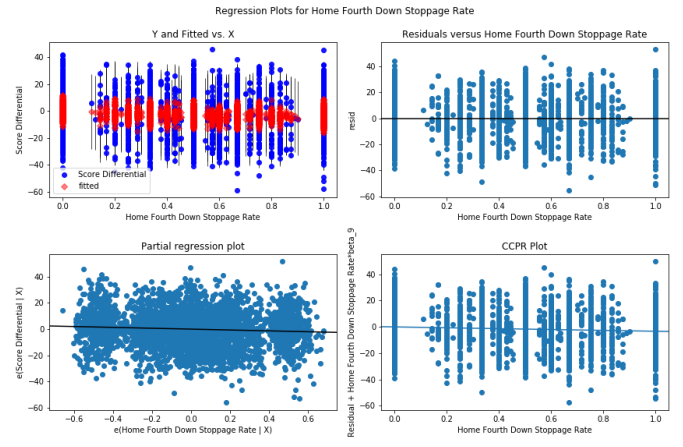 Regression Plots for Home Fourth Down Stoppage Rate
Y and Fitted vs. X
Score Differential
40
20
0
−20
−40
−60
Score Differential
fitted
0.0 0.2 0.4 0.6 0.8 1.0
Home Fourth Down Stoppage Rate
Residuals versus Home Fourth Down Stoppage Rate
resid
60
40
20
0
−20
−40
−60
0.0 0.2 0.4 0.6 0.8 1.0
Home Fourth Down Stoppage Rate
Partial regression plot
e(Score Differential | X)
40
20
0
−20
−40
−60
−0.6 −0.4 −0.2 0.0 0.2 0.4 0.6
e(Home Fourth Down Stoppage Rate | X)
CCPR Plot
Residual + Home Fourth Down Stoppage Rate*beta_9
40
20
0
−20
−40
−60
0.0 0.2 0.4 0.6 0.8 1.0
Home Fourth Down Stoppage Rate